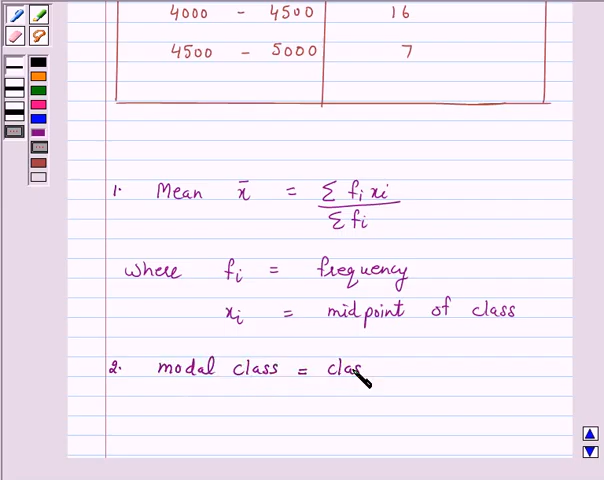 4000 - 4500 16
4500 - 5000 7
1. Mean x̄ = Σ fi xi / Σ fi
where fi = frequency
xi = midpoint of class
2. modal class = clas